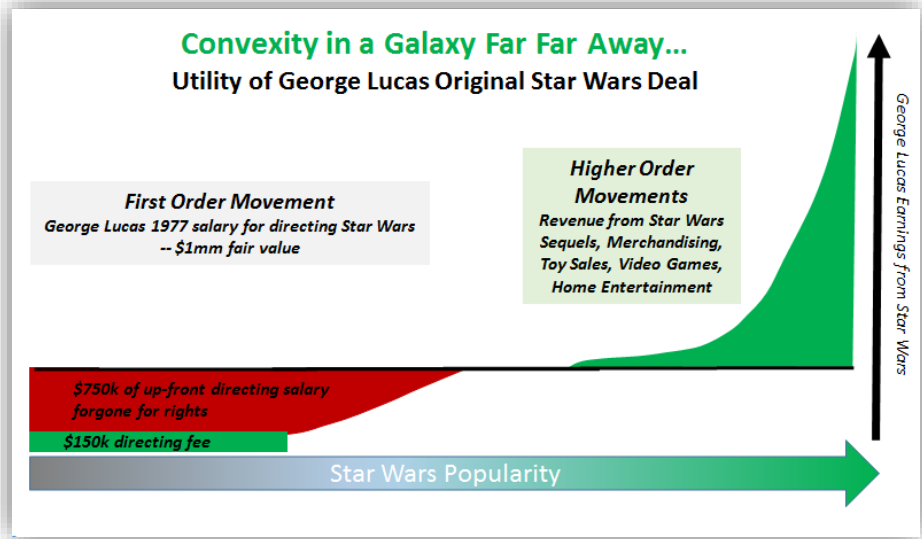 Convexity in a Galaxy Far Far Away...
Utility of George Lucas Original Star Wars Deal
First Order Movement
George Lucas 1977 salary for directing Star Wars
-- $1mm fair value
Higher Order
Movements
Revenue from Star Wars
Sequels, Merchandising,
Toy Sales, Video Games,
Home Entertainment
George Lucas Earnings from Star Wars
$750k of up-front directing salary
forgone for rights
$150k directing fee
Star Wars Popularity